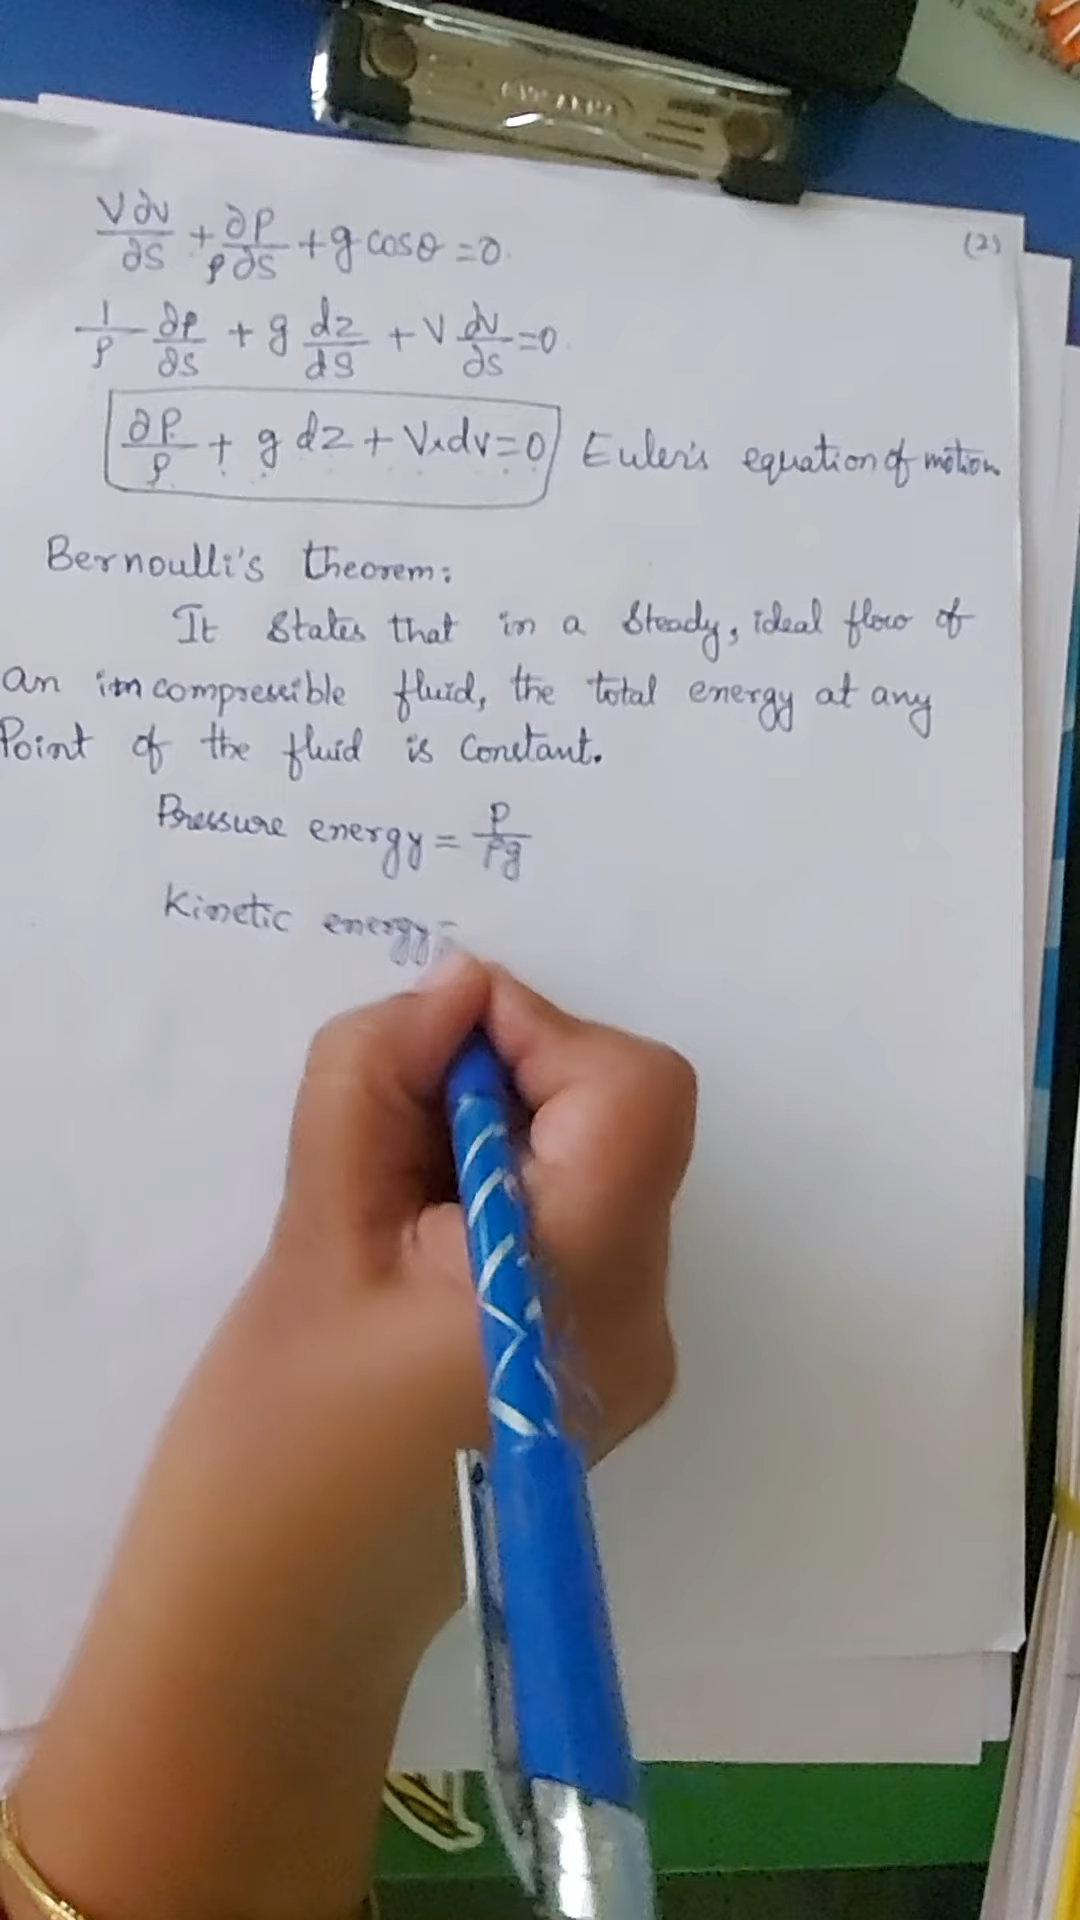 V∂v/∂s + ∂P/ρ∂s + g cosθ = 0. (2)
1/ρ ∂P/∂s + g dz/ds + V dv/∂s = 0.
∂P/ρ + g dz + V×dv = 0 Euler's equation of motion
Bernoulli's theorem:
It states that in a steady, ideal flow of
an imcompressible fluid, the total energy at any
Point of the fluid is constant.
Pressure energy = P/ρg
Kinetic energy =